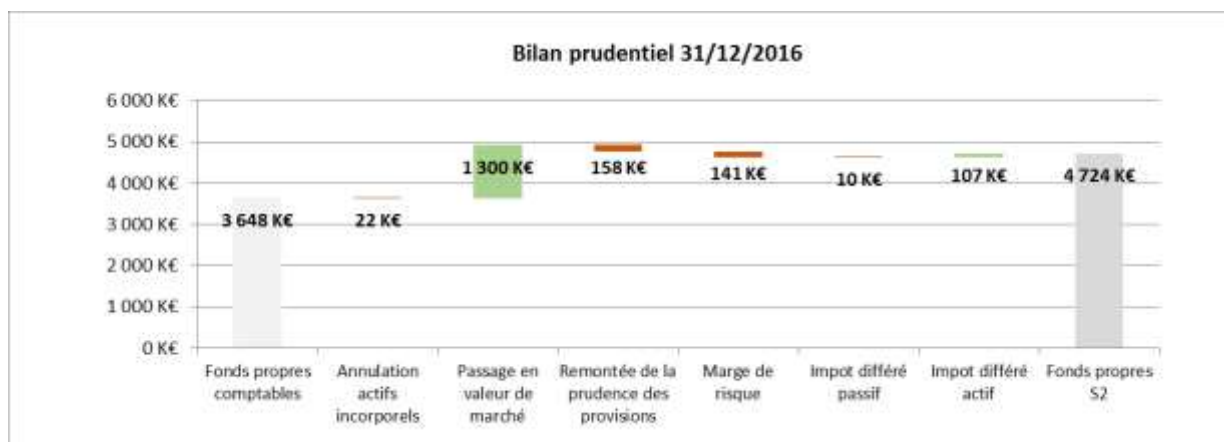 Bilan prudentiel 31/12/2016
6 000 K€
5 000 K€
4 000 K€
3 000 K€
2 000 K€
1 000 K€
0 K€
3 648 K€
22 K€
1 300 K€
158 K€
141 K€
10 K€
107 K€
4 724 K€
Fonds propres
comptables
Annulation
actifs
incorporels
Passage en
valeur de
marché
Remontée de la
prudence des
provisions
Marge de
risque
Impot différé
passif
Impot différé
actif
Fonds propres
S2